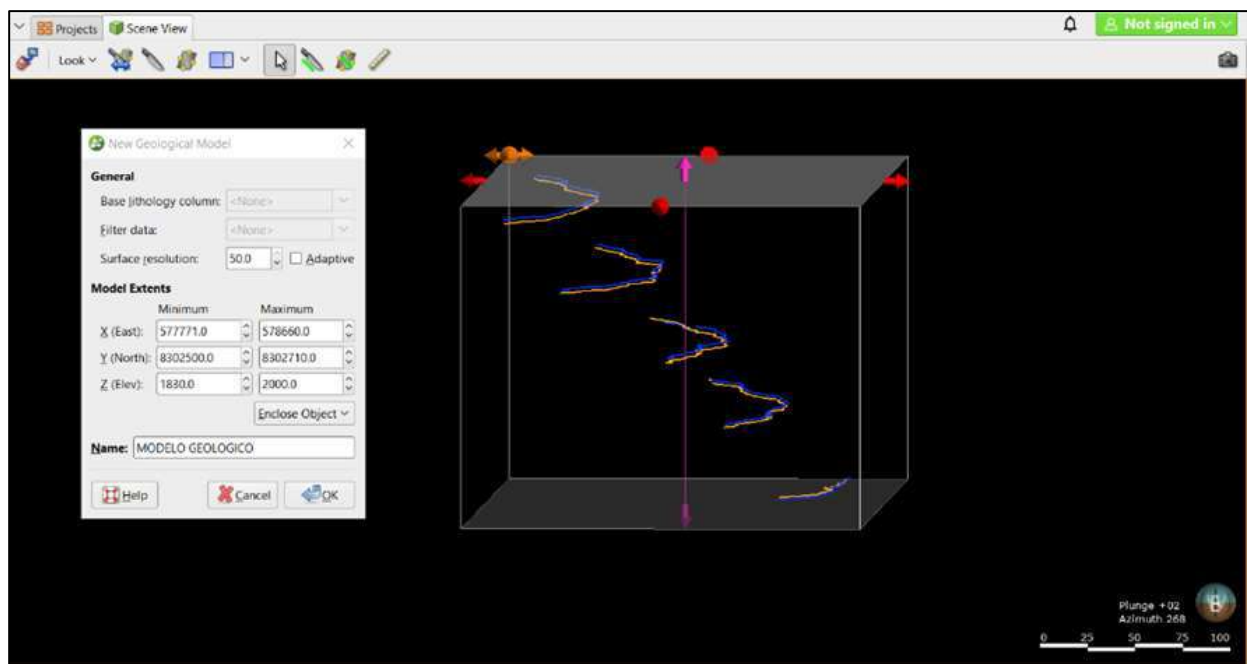 Projects Scene View Not signed in
Look
New Geological Model
General
Base lithology column: <None>
Filter data: <None>
Surface resolution: 50.0 Adaptive
Model Extents
Minimum Maximum
X (East): 577771.0 578660.0
Y (North): 8302500.0 8302710.0
Z (Elev): 1830.0 2000.0
Enclose Object
Name: MODELO GEOLOGICO
Help Cancel OK
Plunge +02
Azimuth 268
0 25 50 75 100